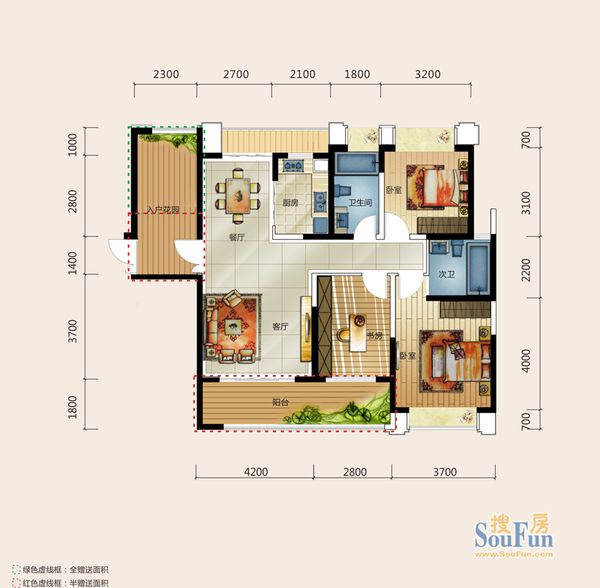 2300 2700 2100 1800 3200
1000
2800
1400
3700
1800
700
3100
2200
4000
700
入户花园
餐厅
厨房
卫生间
卧室
次卫
客厅
书房
卧室
阳台
4200 2800 3700
搜房
SouFun
www.SouFun.com
绿色虚线框：全赠送面积
红色虚线框：半赠送面积